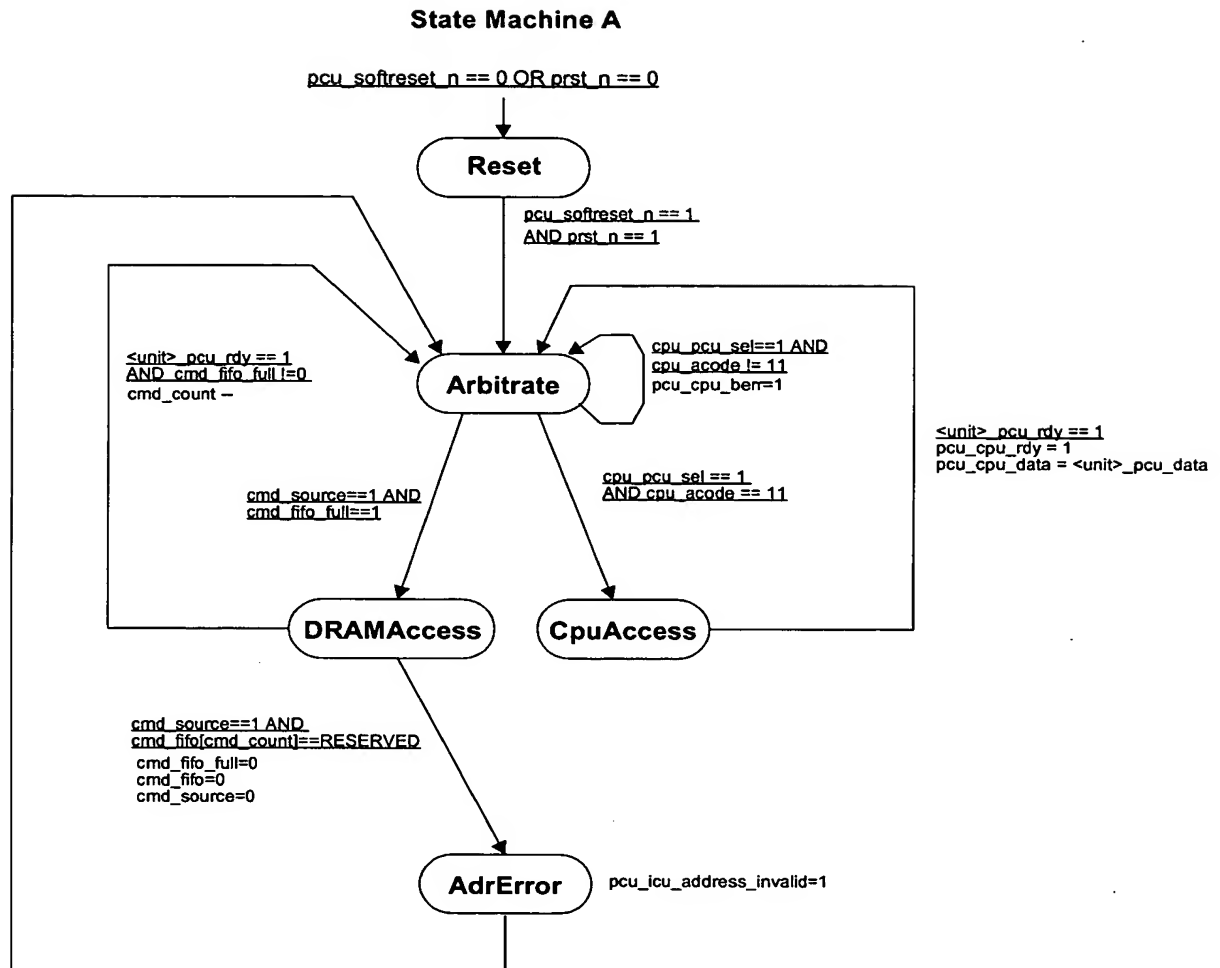 State Machine A
pcu_softreset_n == 0 OR prst_n == 0
Reset
pcu_softreset_n == 1
AND prst_n == 1
<unit>_pcu_rdy == 1
AND cmd_fifo_full !=0
cmd_count --
Arbitrate
cpu_pcu_sel==1 AND
cpu_acode != 11
pcu_cpu_berr=1
<unit>_pcu_rdy == 1
pcu_cpu_rdy = 1
pcu_cpu_data = <unit>_pcu_data
cmd_source==1 AND
cmd_fifo_full==1
cpu_pcu_sel == 1
AND cpu_acode == 11
DRAMAccess
CpuAccess
cmd_source==1 AND
cmd_fifo[cmd_count]==RESERVED
cmd_fifo_full=0
cmd_fifo=0
cmd_source=0
AdrError
pcu_icu_address_invalid=1